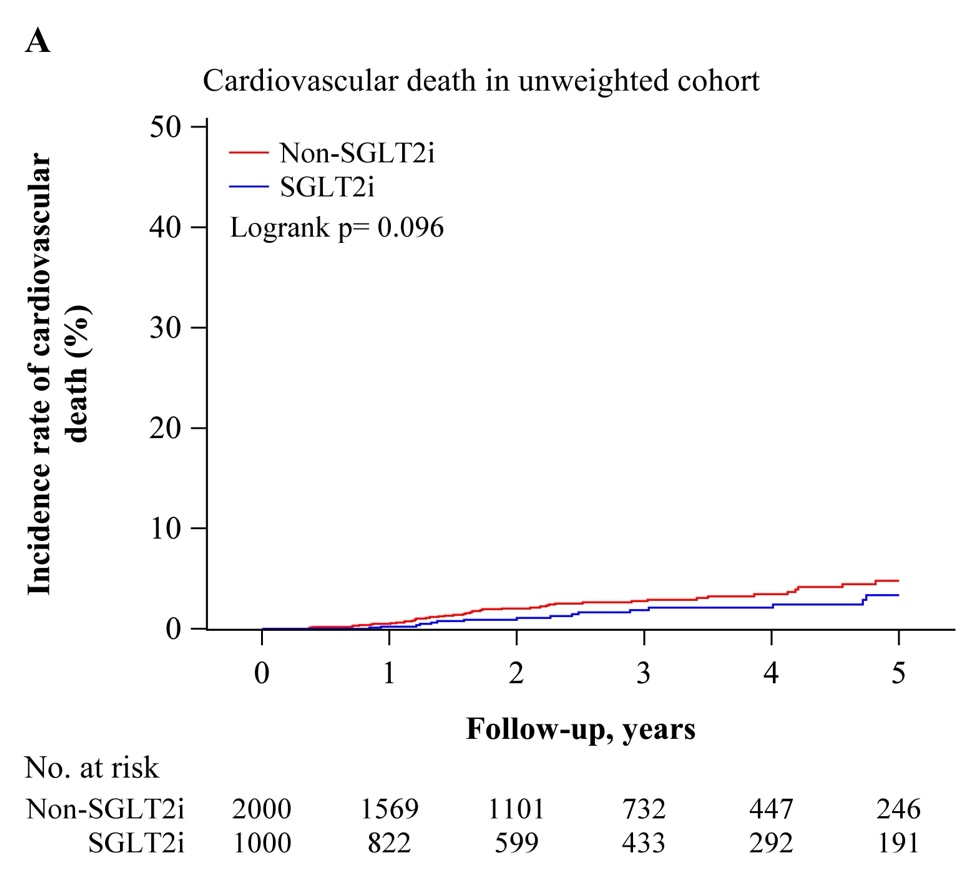 A
Cardiovascular death in unweighted cohort
Incidence rate of cardiovascular
death (%)
50
40
30
20
10
0
Non-SGLT2i
SGLT2i
Logrank p= 0.096
0 1 2 3 4 5
Follow-up, years
No. at risk
Non-SGLT2i 2000 1569 1101 732 447 246
SGLT2i 1000 822 599 433 292 191